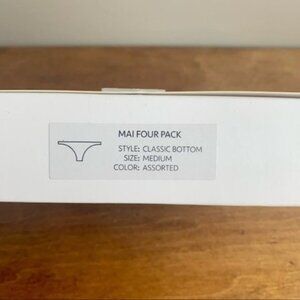 MAI FOUR PACK
STYLE: CLASSIC BOTTOM
SIZE: MEDIUM
COLOR: ASSORTED